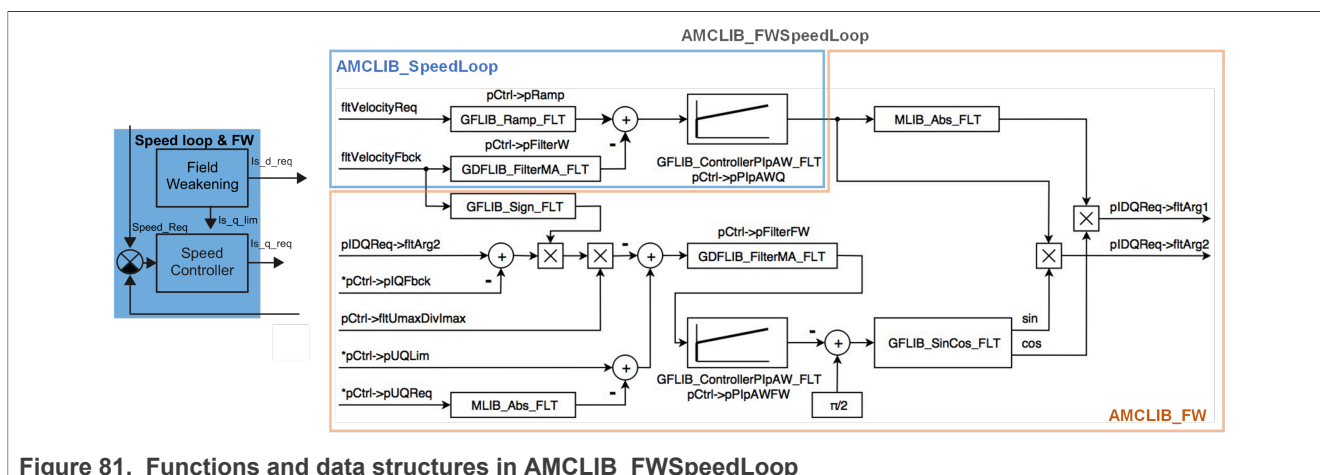 AMCLIB_FWSpeedLoop
AMCLIB_SpeedLoop
fltVelocityReq
pCtrl->pRamp
GFLIB_Ramp_FLT
+
-
pCtrl->pFilterW
fltVelocityFbck
GDFLIB_FilterMA_FLT
GFLIB_ControllerPIpAW_FLT
pCtrl->pPIpAWQ
MLIB_Abs_FLT
Speed loop & FW
Field
Weakening
Is_d_req
Is_q_lim
Speed_Req
Is_q_req
Speed
Controller
GFLIB_Sign_FLT
pIDQReq->fltArg1
pIDQReq->fltArg2
pIDQReq->fltArg2
+
-
×
×
-
+
pCtrl->pFilterFW
GDFLIB_FilterMA_FLT
×
×
*pCtrl->pIQFbck
pCtrl->fltUmaxDivImax
*pCtrl->pUQLim
+
-
*pCtrl->pUQReq
MLIB_Abs_FLT
GFLIB_ControllerPIpAW_FLT
pCtrl->pPIpAWFW
-
+
π/2
GFLIB_SinCos_FLT
sin
cos
AMCLIB_FW
Figure 81. Functions and data structures in AMCLIB_FWSpeedLoop